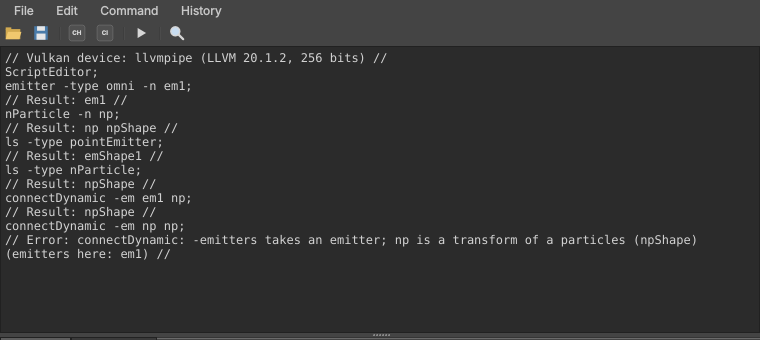 File Edit Command History
CH CI
// Vulkan device: llvmpipe (LLVM 20.1.2, 256 bits) //
ScriptEditor;
emitter -type omni -n em1;
// Result: em1 //
nParticle -n np;
// Result: np npShape //
ls -type pointEmitter;
// Result: emShape1 //
ls -type nParticle;
// Result: npShape //
connectDynamic -em em1 np;
// Result: npShape //
connectDynamic -em np np;
// Error: connectDynamic: -emitters takes an emitter; np is a transform of a particles (npShape)
(emitters here: em1) //